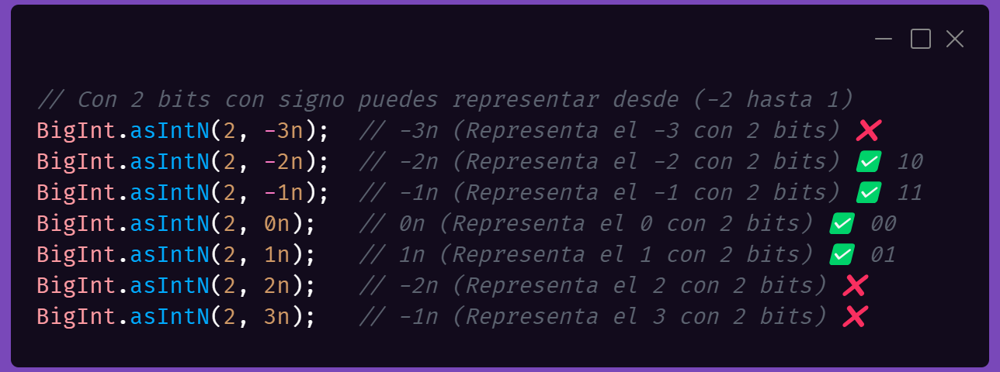 // Con 2 bits con signo puedes representar desde (-2 hasta 1)
BigInt.asIntN(2, -3n);  // -3n (Representa el -3 con 2 bits) ❌
BigInt.asIntN(2, -2n);  // -2n (Representa el -2 con 2 bits) ✅ 10
BigInt.asIntN(2, -1n);  // -1n (Representa el -1 con 2 bits) ✅ 11
BigInt.asIntN(2, 0n);   // 0n (Representa el 0 con 2 bits) ✅ 00
BigInt.asIntN(2, 1n);   // 1n (Representa el 1 con 2 bits) ✅ 01
BigInt.asIntN(2, 2n);   // -2n (Representa el 2 con 2 bits) ❌
BigInt.asIntN(2, 3n);   // -1n (Representa el 3 con 2 bits) ❌